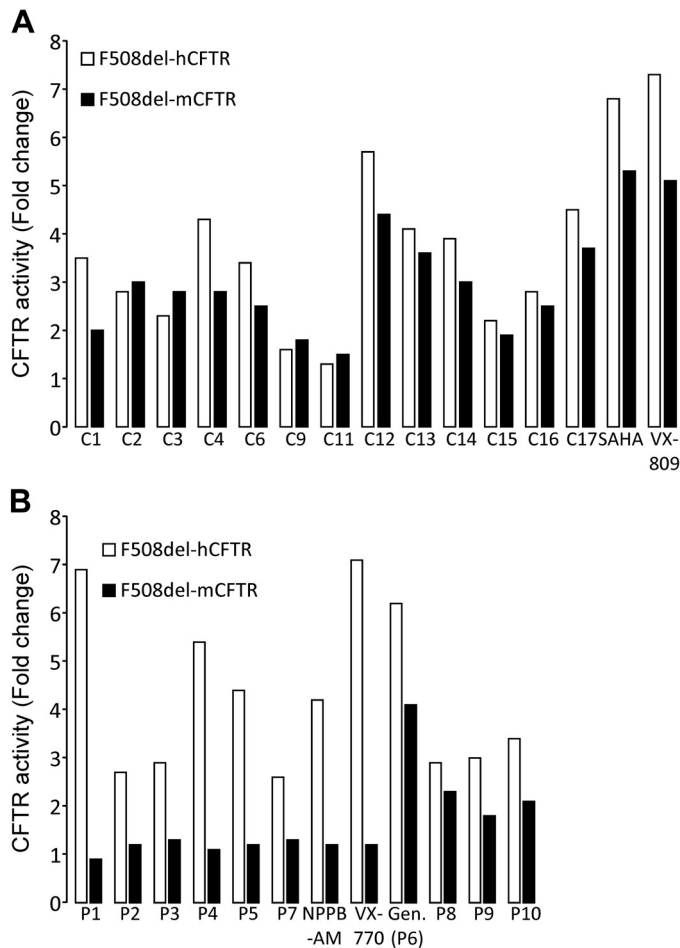 A
CFTR activity (Fold change)
8
7
6
5
4
3
2
1
0
F508del-hCFTR
F508del-mCFTR
C1 C2 C3 C4 C6 C9 C11 C12 C13 C14 C15 C16 C17 SAHA VX-
809
B
CFTR activity (Fold change)
8
7
6
5
4
3
2
1
0
F508del-hCFTR
F508del-mCFTR
P1 P2 P3 P4 P5 P7 NPPB VX- Gen. P8 P9 P10
-AM 770 (P6)